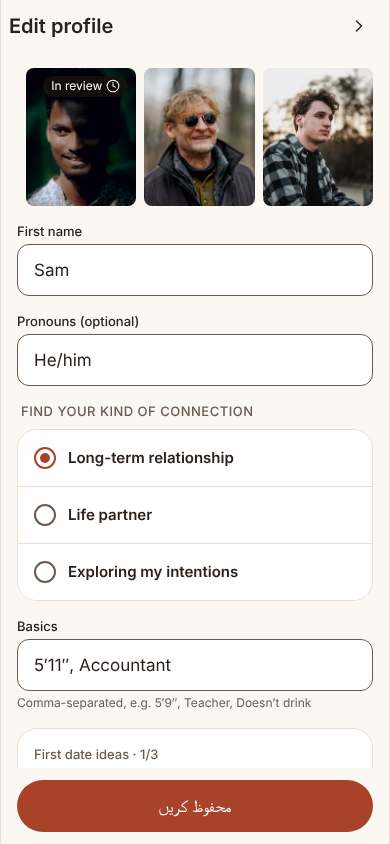 Edit profile
In review
First name
Sam
Pronouns (optional)
He/him
FIND YOUR KIND OF CONNECTION
Long-term relationship
Life partner
Exploring my intentions
Basics
5′11″, Accountant
Comma-separated, e.g. 5′9″, Teacher, Doesn’t drink
First date ideas · 1/3
محفوظ کریں